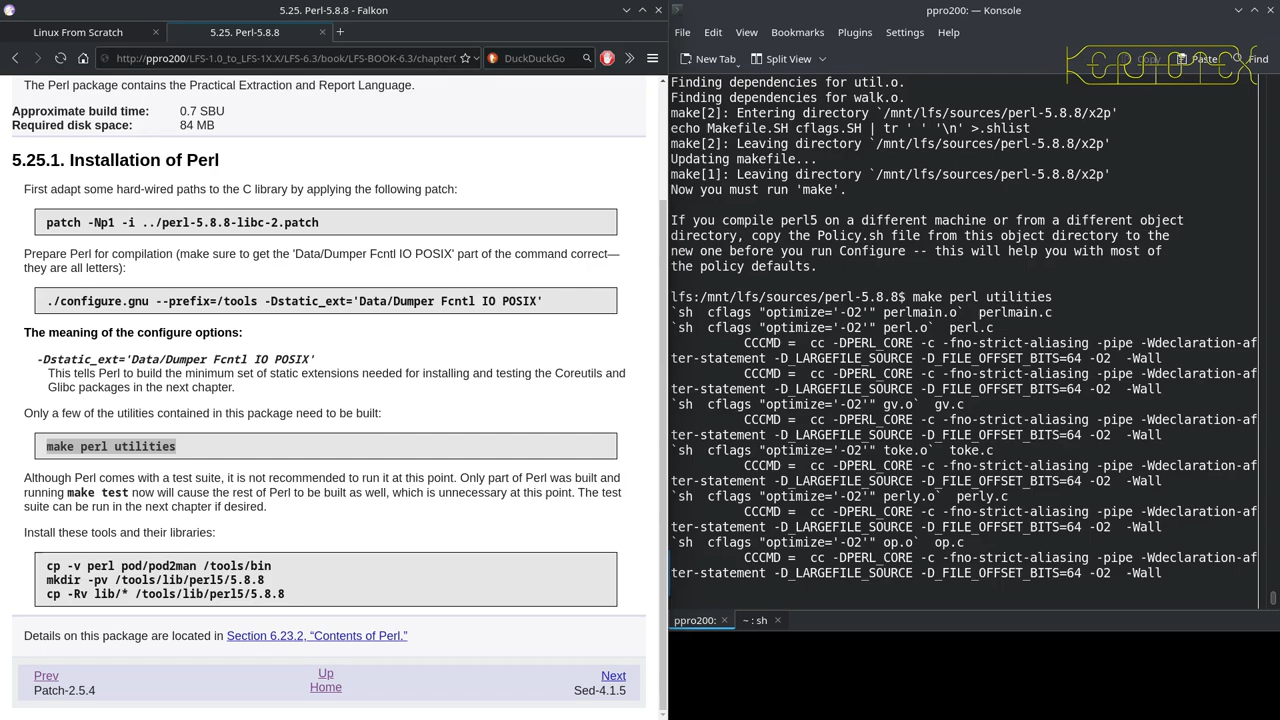 5.25. Perl-5.8.8 - Falkon
Linux From Scratch
5.25. Perl-5.8.8
http://ppro200/LFS-1.0_to_LFS-1X.X/LFS-6.3/book/LFS-BOOK-6.3/chapter(
DuckDuckGo
The Perl package contains the Practical Extraction and Report Language.
Approximate build time: 0.7 SBU
Required disk space: 84 MB
5.25.1. Installation of Perl
First adapt some hard-wired paths to the C library by applying the following patch:
patch -Np1 -i ../perl-5.8.8-libc-2.patch
Prepare Perl for compilation (make sure to get the 'Data/Dumper Fcntl IO POSIX' part of the command correct—
they are all letters):
./configure.gnu --prefix=/tools -Dstatic_ext='Data/Dumper Fcntl IO POSIX'
The meaning of the configure options:
-Dstatic_ext='Data/Dumper Fcntl IO POSIX'
This tells Perl to build the minimum set of static extensions needed for installing and testing the Coreutils and
Glibc packages in the next chapter.
Only a few of the utilities contained in this package need to be built:
make perl utilities
Although Perl comes with a test suite, it is not recommended to run it at this point. Only part of Perl was built and
running make test now will cause the rest of Perl to be built as well, which is unnecessary at this point. The test
suite can be run in the next chapter if desired.
Install these tools and their libraries:
cp -v perl pod/pod2man /tools/bin
mkdir -pv /tools/lib/perl5/5.8.8
cp -Rv lib/* /tools/lib/perl5/5.8.8
Details on this package are located in Section 6.23.2, “Contents of Perl.”
Prev
Up
Next
Patch-2.5.4
Home
Sed-4.1.5
ppro200: — Konsole
File Edit View Bookmarks Plugins Settings Help
New Tab Split View Copy Paste Find
Finding dependencies for util.o.
Finding dependencies for walk.o.
make[2]: Entering directory `/mnt/lfs/sources/perl-5.8.8/x2p'
echo Makefile.SH cflags.SH | tr ' ' '\n' >.shlist
make[2]: Leaving directory `/mnt/lfs/sources/perl-5.8.8/x2p'
Updating makefile...
make[1]: Leaving directory `/mnt/lfs/sources/perl-5.8.8/x2p'
Now you must run 'make'.
If you compile perl5 on a different machine or from a different object
directory, copy the Policy.sh file from this object directory to the
new one before you run Configure -- this will help you with most of
the policy defaults.
lfs:/mnt/lfs/sources/perl-5.8.8$ make perl utilities
`sh  cflags "optimize='-O2'" perlmain.o`  perlmain.c
`sh  cflags "optimize='-O2'" perl.o`  perl.c
CCCMD =  cc -DPERL_CORE -c -fno-strict-aliasing -pipe -Wdeclaration-af
ter-statement -D_LARGEFILE_SOURCE -D_FILE_OFFSET_BITS=64 -O2  -Wall
CCCMD =  cc -DPERL_CORE -c -fno-strict-aliasing -pipe -Wdeclaration-af
ter-statement -D_LARGEFILE_SOURCE -D_FILE_OFFSET_BITS=64 -O2  -Wall
`sh  cflags "optimize='-O2'" gv.o`  gv.c
CCCMD =  cc -DPERL_CORE -c -fno-strict-aliasing -pipe -Wdeclaration-af
ter-statement -D_LARGEFILE_SOURCE -D_FILE_OFFSET_BITS=64 -O2  -Wall
`sh  cflags "optimize='-O2'" toke.o`  toke.c
CCCMD =  cc -DPERL_CORE -c -fno-strict-aliasing -pipe -Wdeclaration-af
ter-statement -D_LARGEFILE_SOURCE -D_FILE_OFFSET_BITS=64 -O2  -Wall
`sh  cflags "optimize='-O2'" perly.o`  perly.c
CCCMD =  cc -DPERL_CORE -c -fno-strict-aliasing -pipe -Wdeclaration-af
ter-statement -D_LARGEFILE_SOURCE -D_FILE_OFFSET_BITS=64 -O2  -Wall
`sh  cflags "optimize='-O2'" op.o`  op.c
CCCMD =  cc -DPERL_CORE -c -fno-strict-aliasing -pipe -Wdeclaration-af
ter-statement -D_LARGEFILE_SOURCE -D_FILE_OFFSET_BITS=64 -O2  -Wall
ppro200:
~ : sh